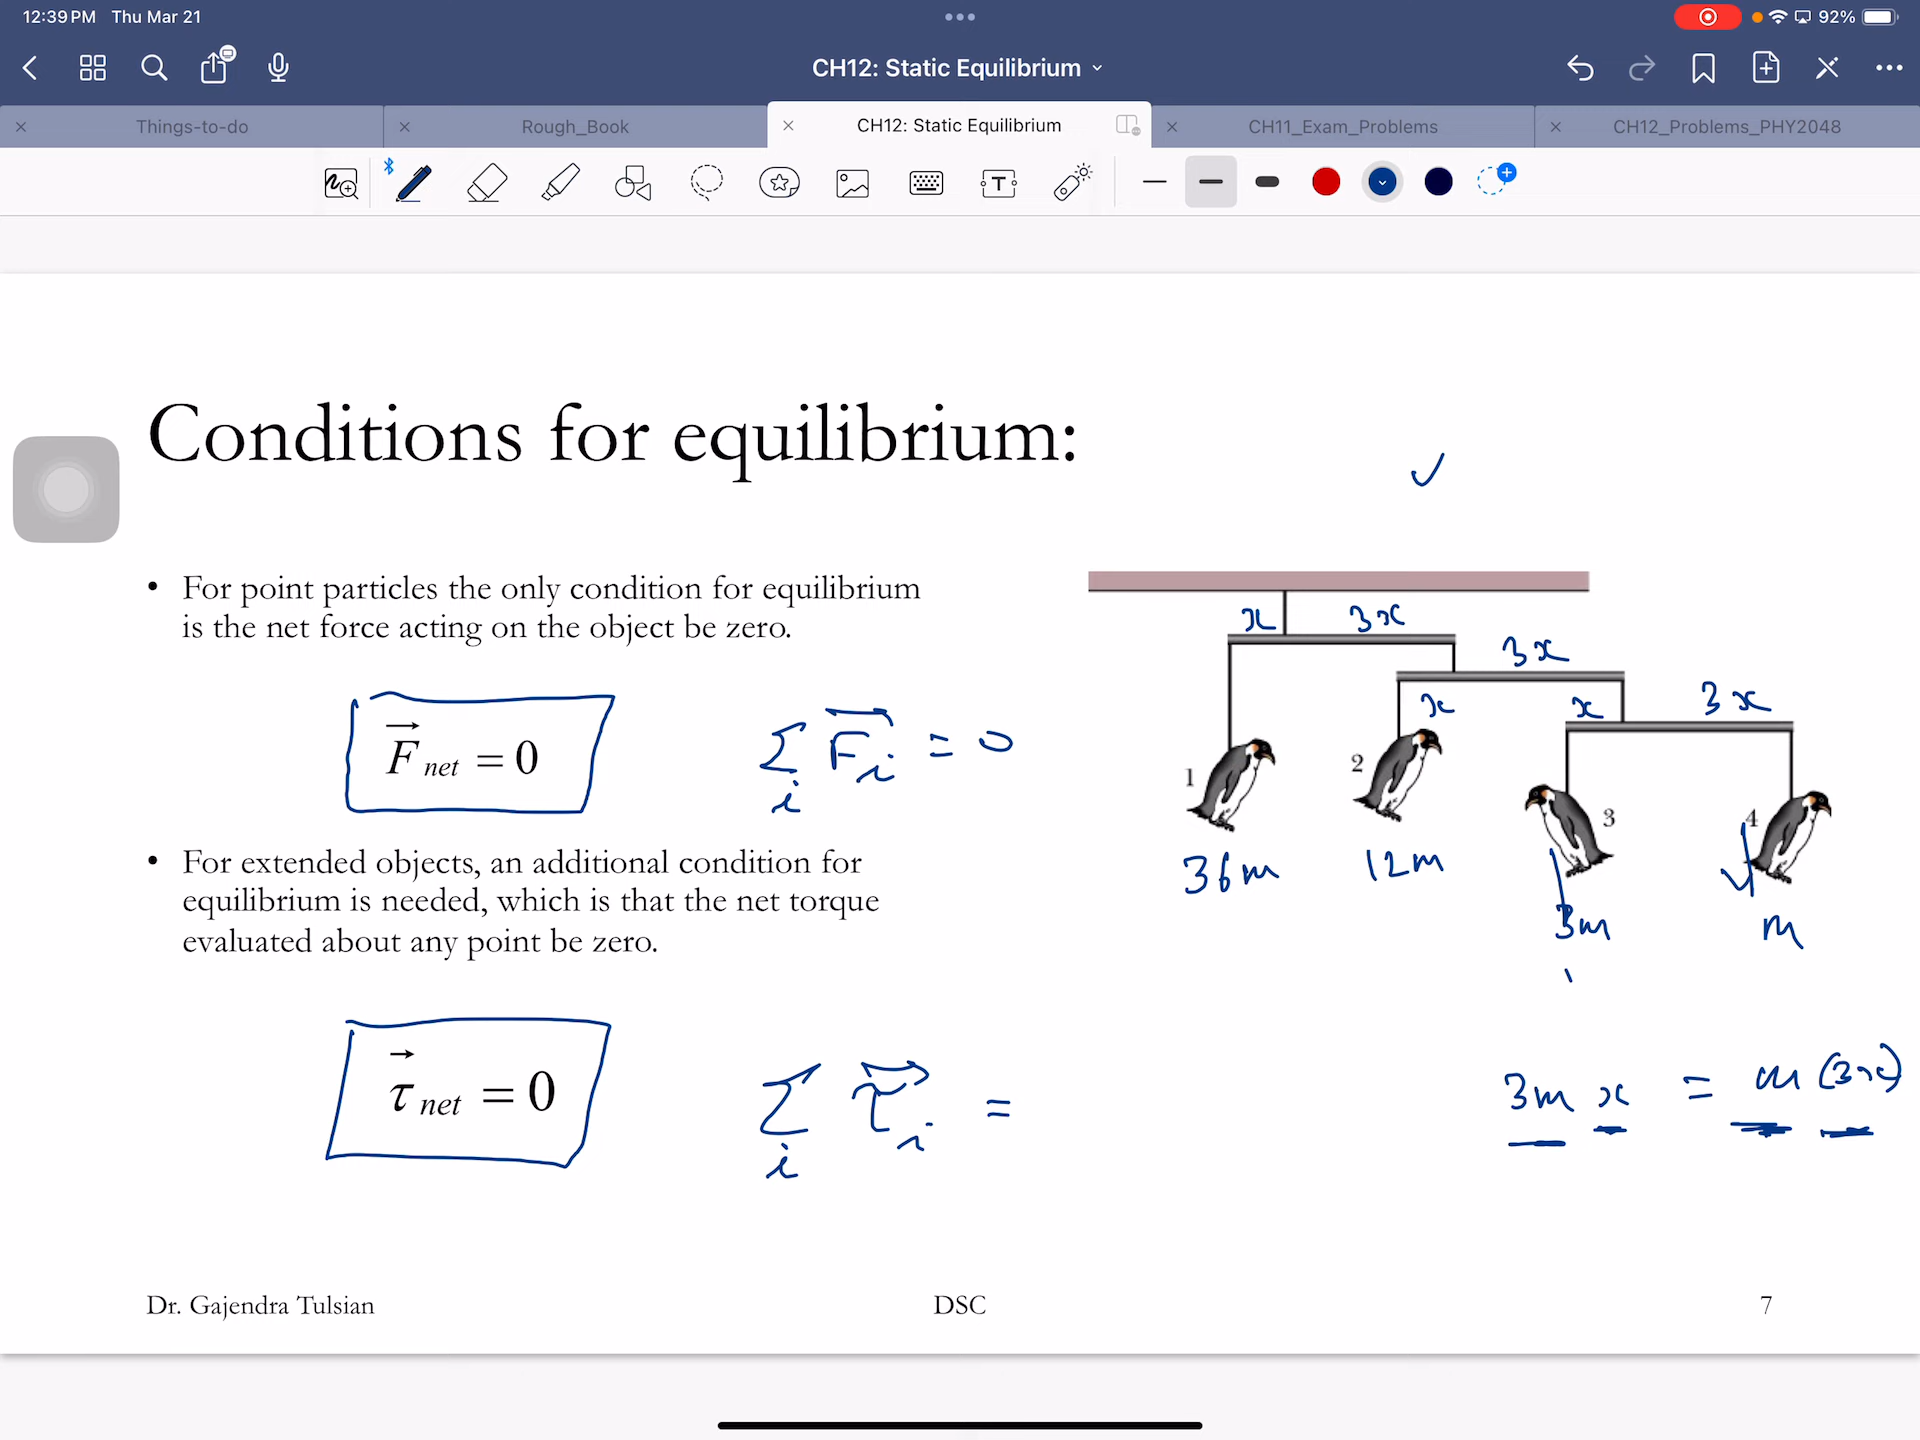 12:39 PM Thu Mar 21
92%
CH12: Static Equilibrium
Things-to-do
Rough_Book
CH12: Static Equilibrium
CH11_Exam_Problems
CH12_Problems_PHY2048
T
Conditions for equilibrium:
• For point particles the only condition for equilibrium
is the net force acting on the object be zero.
F⃗ net = 0
Σ F⃗i = 0
i
• For extended objects, an additional condition for
equilibrium is needed, which is that the net torque
evaluated about any point be zero.
τ⃗ net = 0
Σ τ⃗i =
i
x 3x
3x
x
x 3x
1
2
3
4
36m
12m
3m
m
3m x = m (3x)
Dr. Gajendra Tulsian
DSC
7